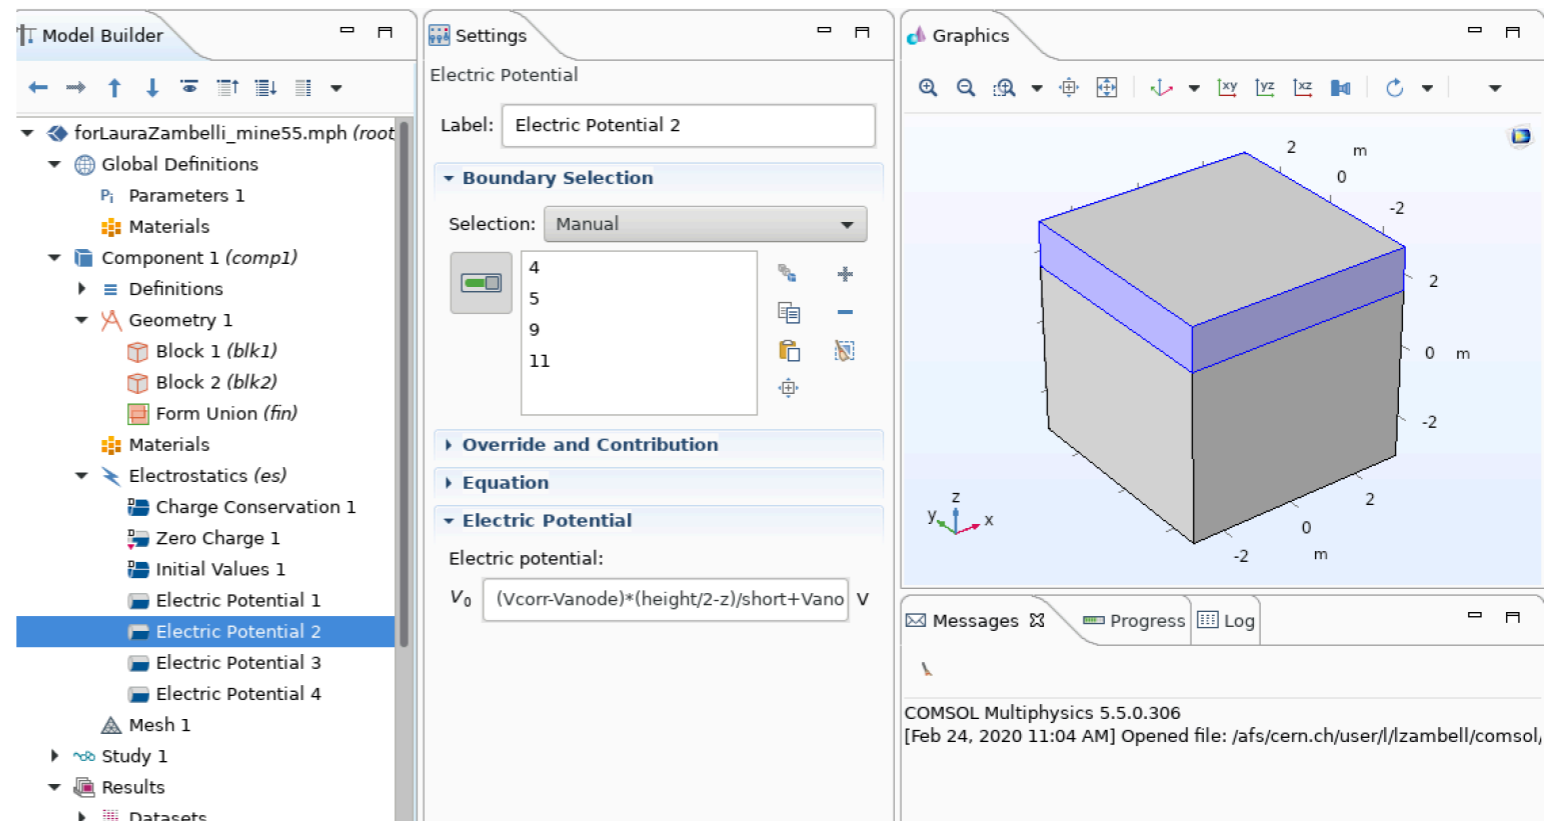 Model Builder
forLauraZambelli_mine55.mph (root
Global Definitions
Pi Parameters 1
Materials
Component 1 (comp1)
Definitions
Geometry 1
Block 1 (blk1)
Block 2 (blk2)
Form Union (fin)
Materials
Electrostatics (es)
Charge Conservation 1
Zero Charge 1
Initial Values 1
Electric Potential 1
Electric Potential 2
Electric Potential 3
Electric Potential 4
Mesh 1
Study 1
Results
Datasets
Settings
Electric Potential
Label: Electric Potential 2
Boundary Selection
Selection: Manual
4
5
9
11
Override and Contribution
Equation
Electric Potential
Electric potential:
V0 (Vcorr-Vanode)*(height/2-z)/short+Vano V
Graphics
xy yz xz
2 m
0
-2
2
0 m
-2
2
0
-2 m
z
y x
Messages Progress Log
COMSOL Multiphysics 5.5.0.306
[Feb 24, 2020 11:04 AM] Opened file: /afs/cern.ch/user/l/lzambell/comsol/